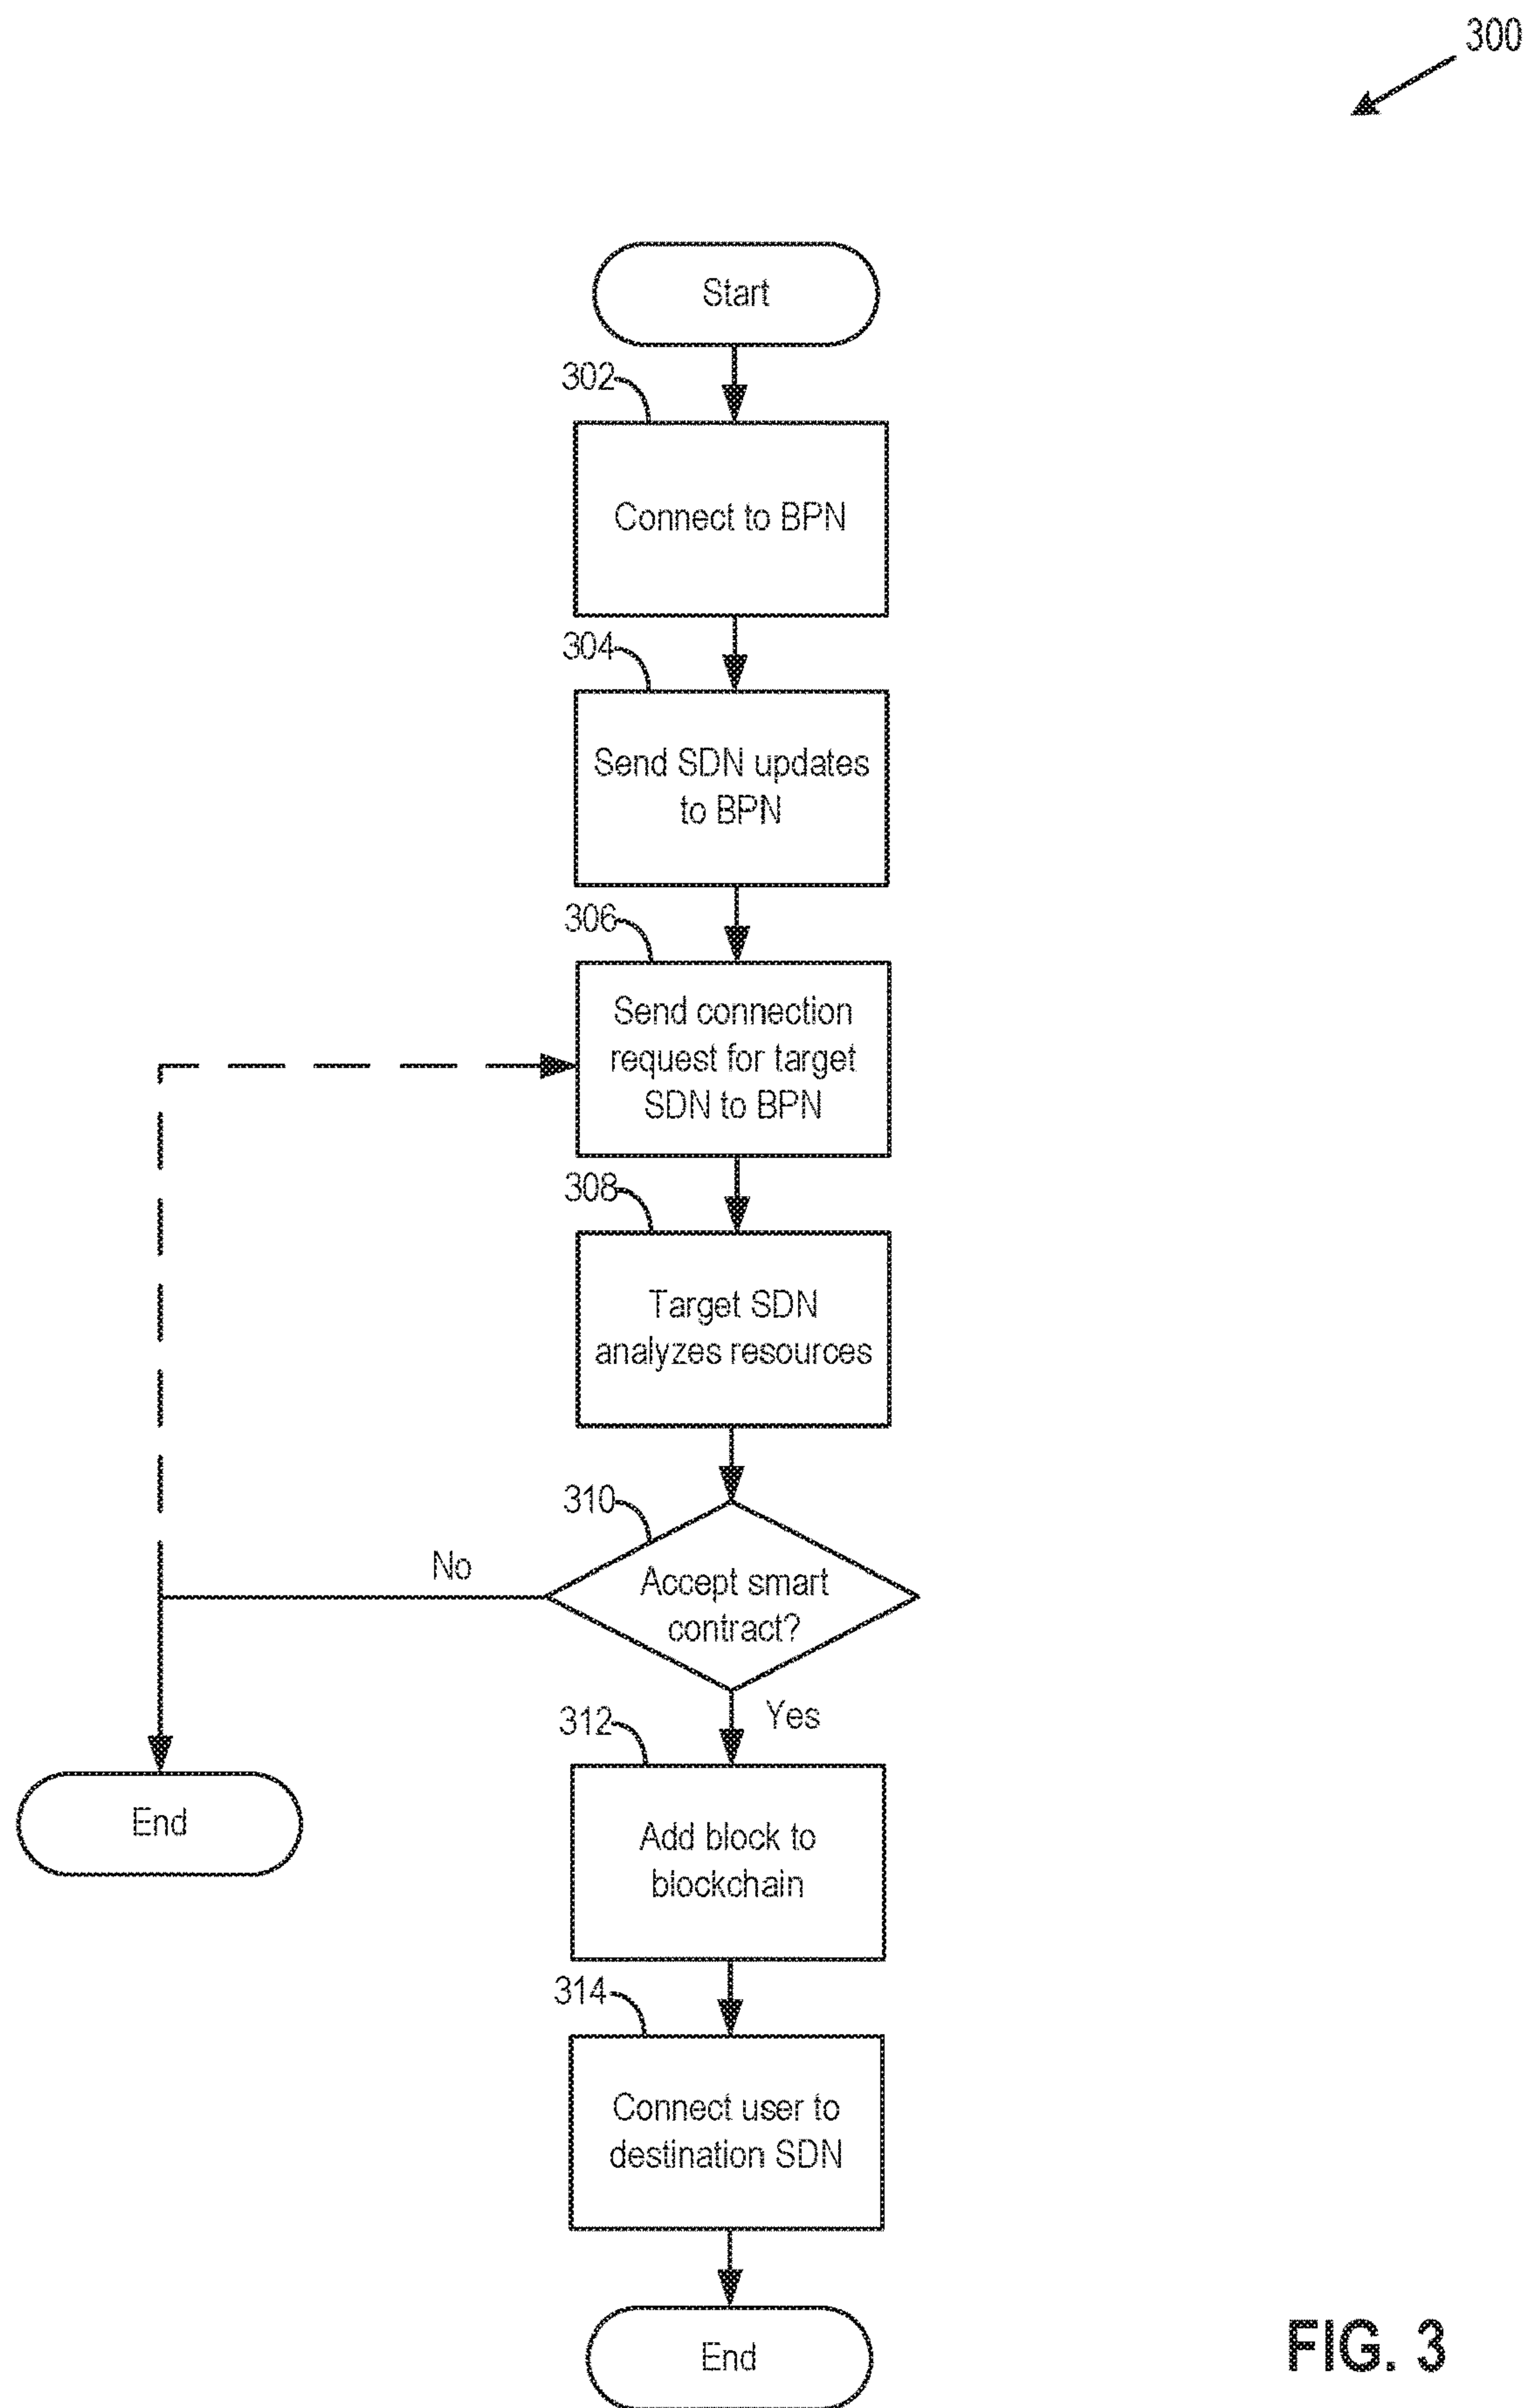 300
Start
302
Connect to BPN
304
Send SDN updates
to BPN
306
Send connection
request for target
SDN to BPN
308
Target SDN
analyzes resources
310
No
Accept smart
contract?
Yes
312
End
Add block to
blockchain
314
Connect user to
destination SDN
End
FIG. 3